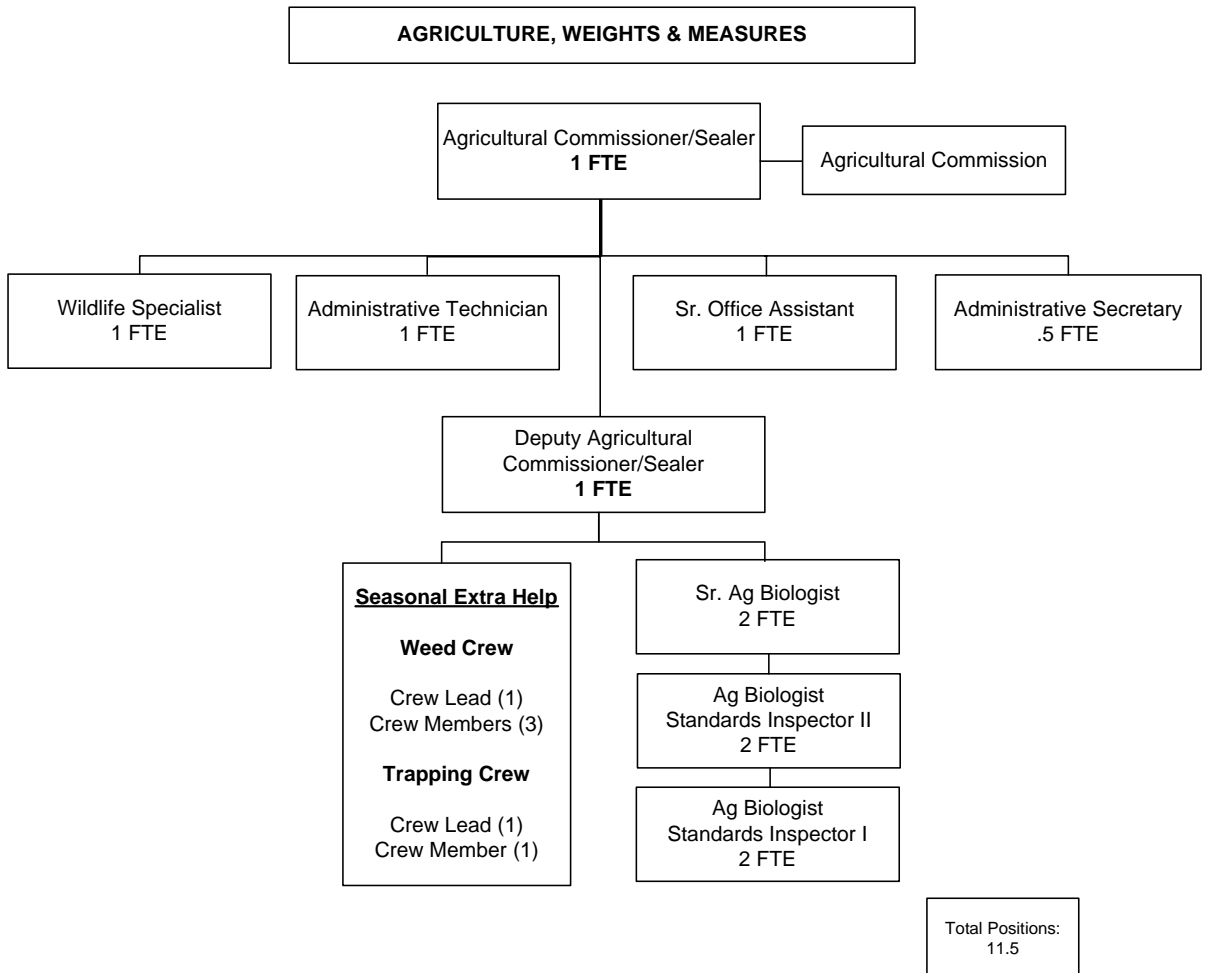 AGRICULTURE, WEIGHTS & MEASURES
Agricultural Commissioner/Sealer
1 FTE
Agricultural Commission
Wildlife Specialist
1 FTE
Administrative Technician
1 FTE
Sr. Office Assistant
1 FTE
Administrative Secretary
.5 FTE
Deputy Agricultural
Commissioner/Sealer
1 FTE
Seasonal Extra Help
Weed Crew
Crew Lead (1)
Crew Members (3)
Trapping Crew
Crew Lead (1)
Crew Member (1)
Sr. Ag Biologist
2 FTE
Ag Biologist
Standards Inspector II
2 FTE
Ag Biologist
Standards Inspector I
2 FTE
Total Positions:
11.5